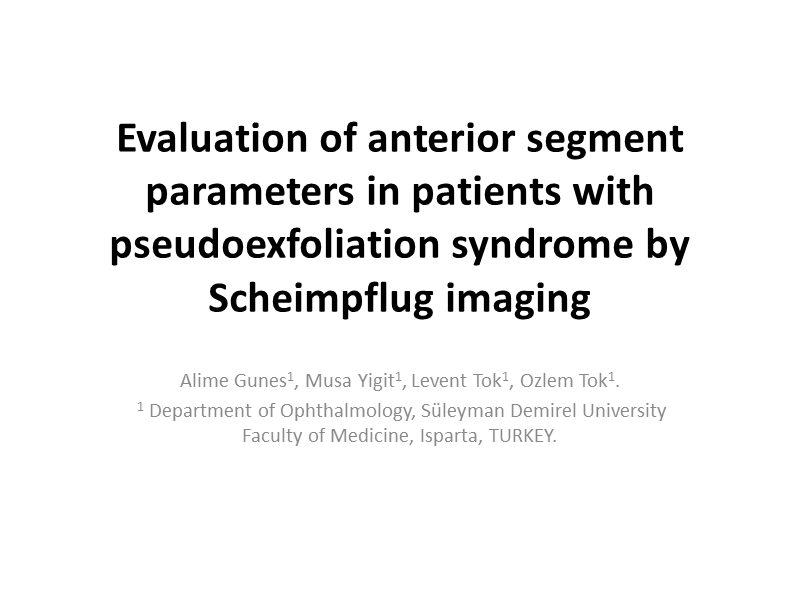 Evaluation of anterior segment
parameters in patients with
pseudoexfoliation syndrome by
Scheimpflug imaging
Alime Gunes¹, Musa Yigit¹, Levent Tok¹, Ozlem Tok¹.
¹ Department of Ophthalmology, Süleyman Demirel University
Faculty of Medicine, Isparta, TURKEY.